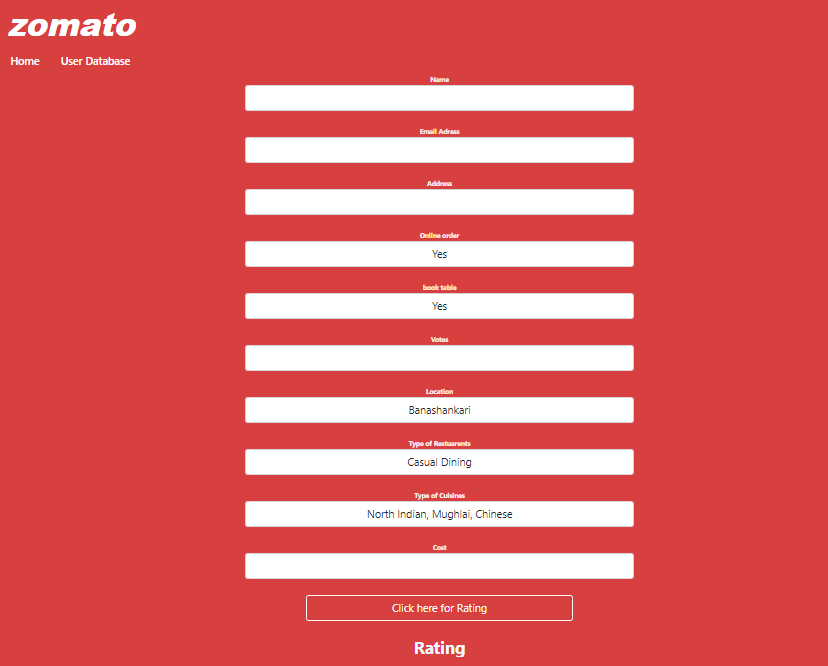 zomato
Home User Database
Name
Email Adress
Address
Online order
Yes
book table
Yes
Votes
Location
Banashankari
Type of Restuarents
Casual Dining
Type of Cuisines
North Indian, Mughlai, Chinese
Cost
Click here for Rating
Rating